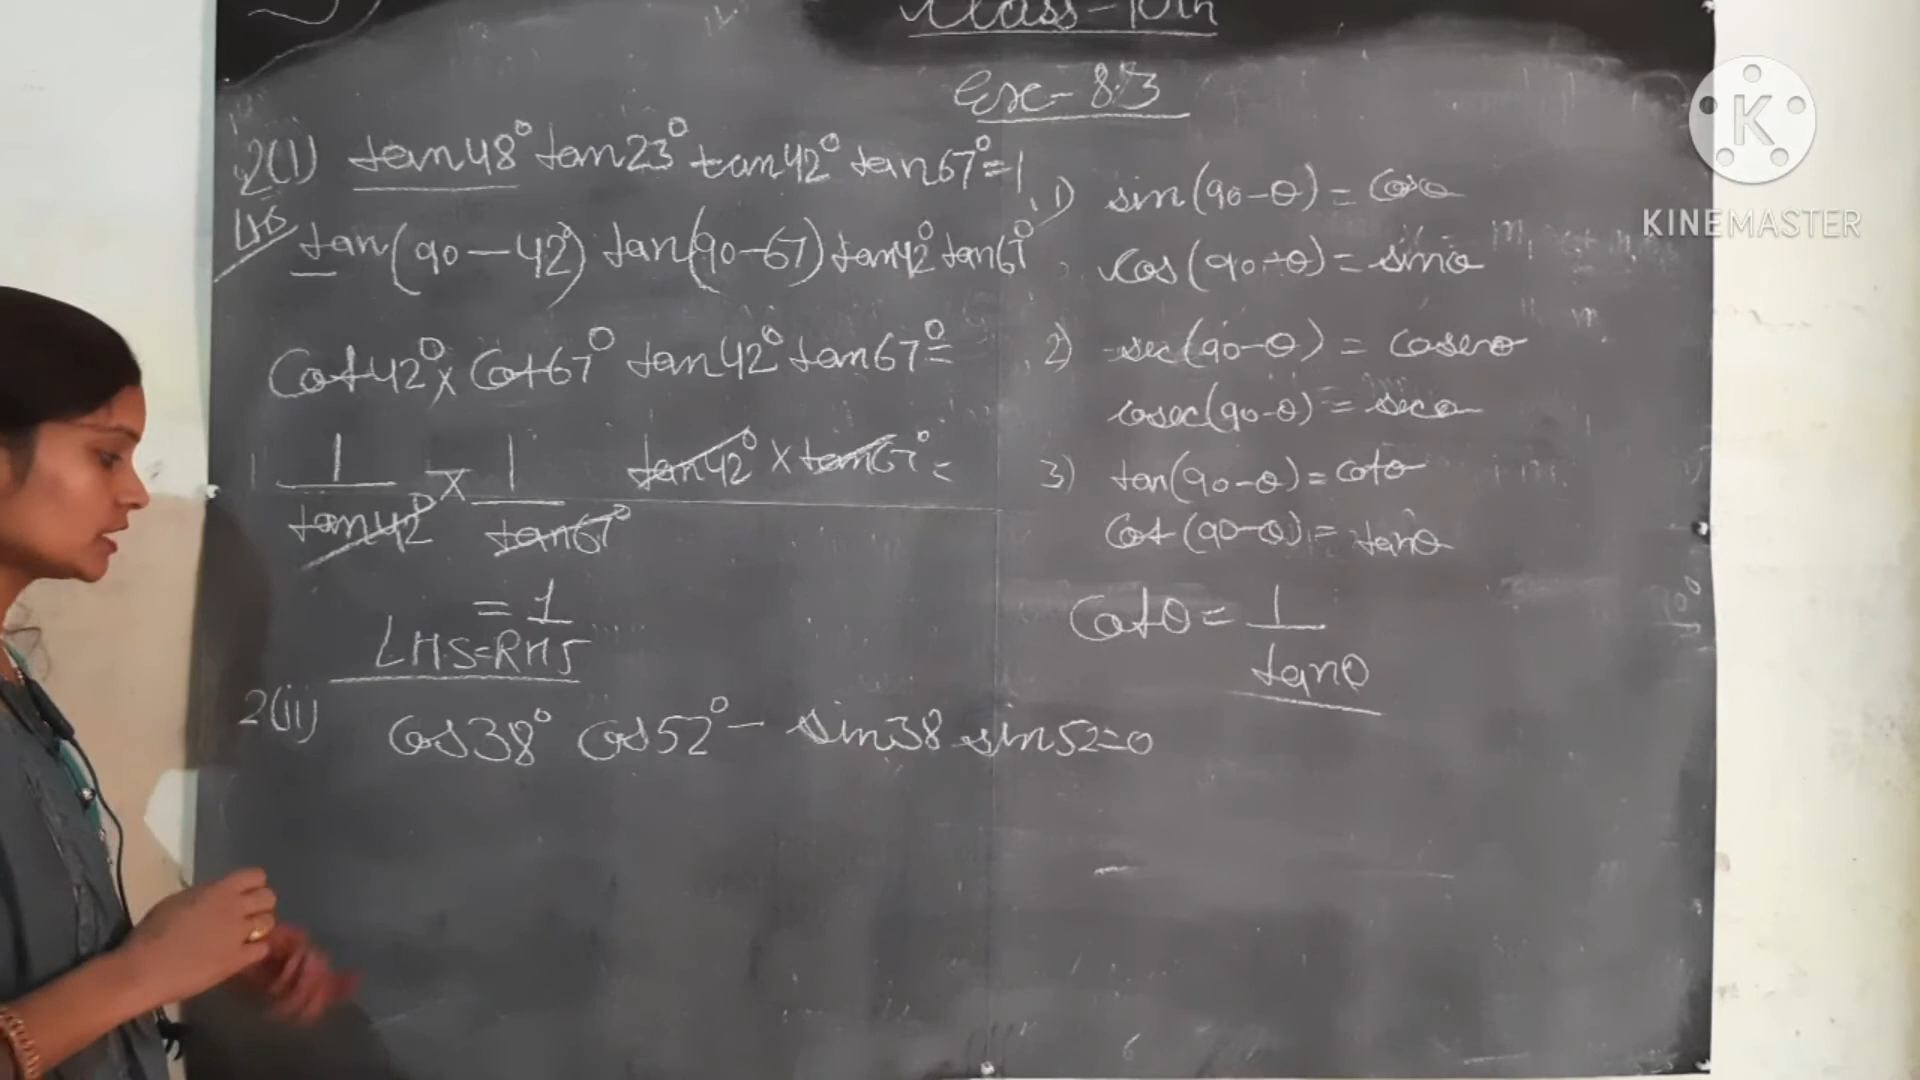 Class-10th
Exe-8.3
2(i) tan48° tan23° tan42° tan67°=1
LHS tan(90-42°) tan(90-67) tan42° tan67°
Cot42° x Cot67° tan42° tan67°=
1/tan42° x 1/tan67° tan42° x tan67° =
= 1
LHS=RHS
2(ii) Cos38° Cos52° - sin38 sin52=0
1) sin(90-θ) = Cosθ
Cos(90-θ) = sinθ
2) sec(90-θ) = Cosecθ
Cosec(90-θ) = secθ
3) tan(90-θ) = Cotθ
Cot(90-θ) = tanθ
Cotθ = 1/tanθ
K
KINEMASTER